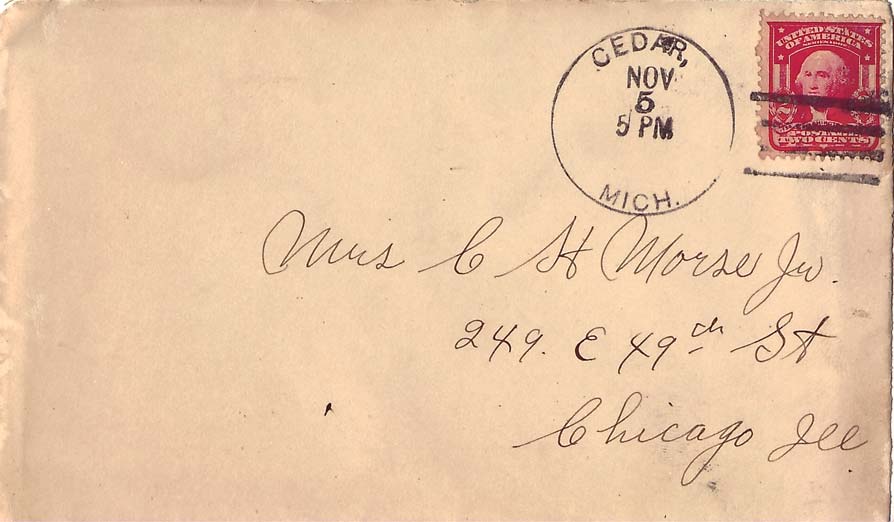 CEDAR,
NOV
5
5 PM
MICH.
UNITED STATES
OF AMERICA
POSTAGE
TWO CENTS
Mrs C H Morse Jr.
249. E 49th St
Chicago Ill